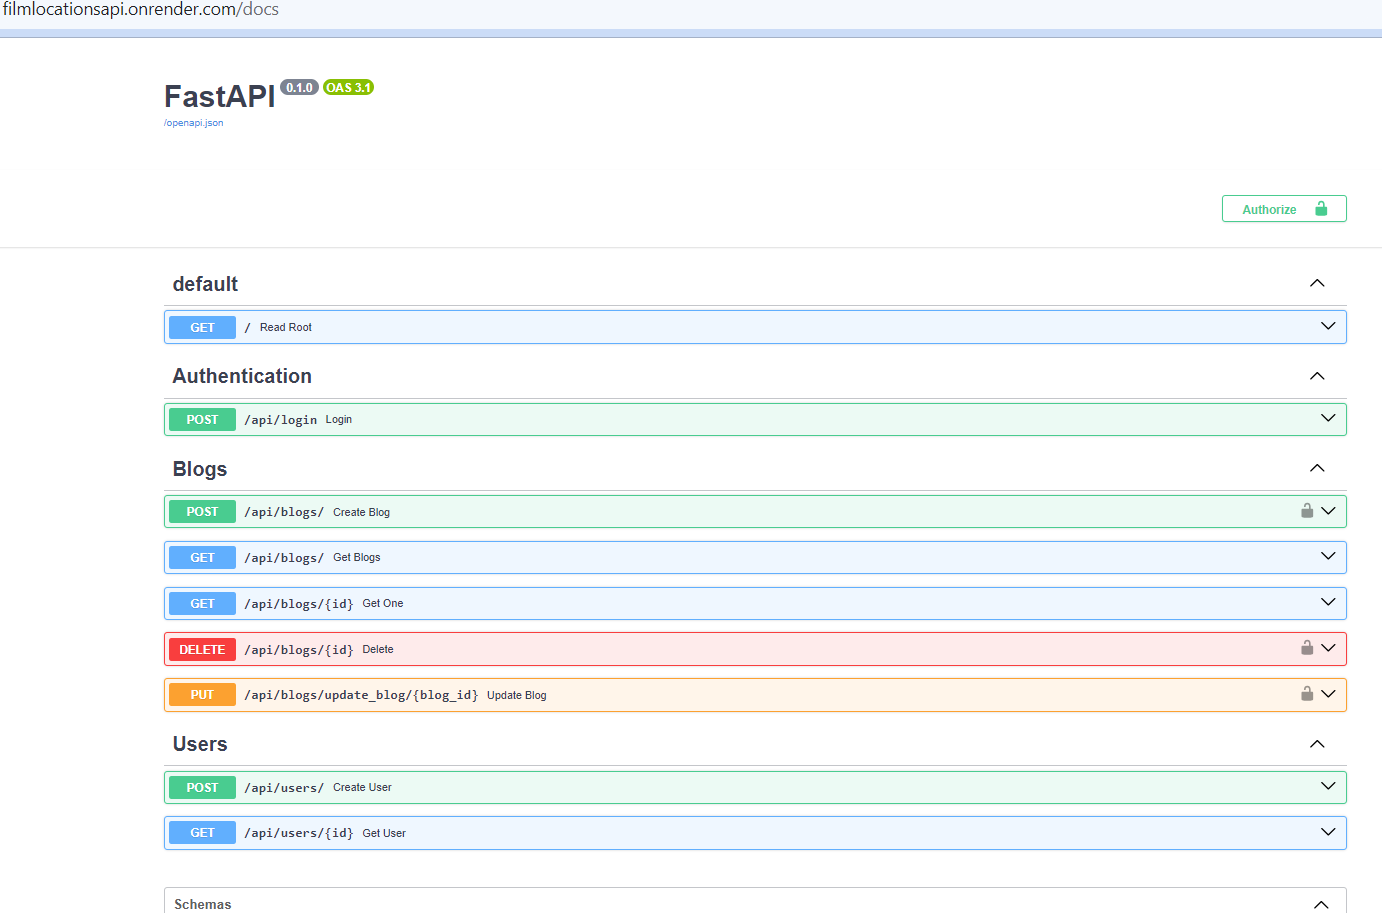 filmlocationsapi.onrender.com/docs
FastAPI 0.1.0 OAS 3.1
/openapi.json
Authorize
default
GET / Read Root
Authentication
POST /api/login Login
Blogs
POST /api/blogs/ Create Blog
GET /api/blogs/ Get Blogs
GET /api/blogs/{id} Get One
DELETE /api/blogs/{id} Delete
PUT /api/blogs/update_blog/{blog_id} Update Blog
Users
POST /api/users/ Create User
GET /api/users/{id} Get User
Schemas